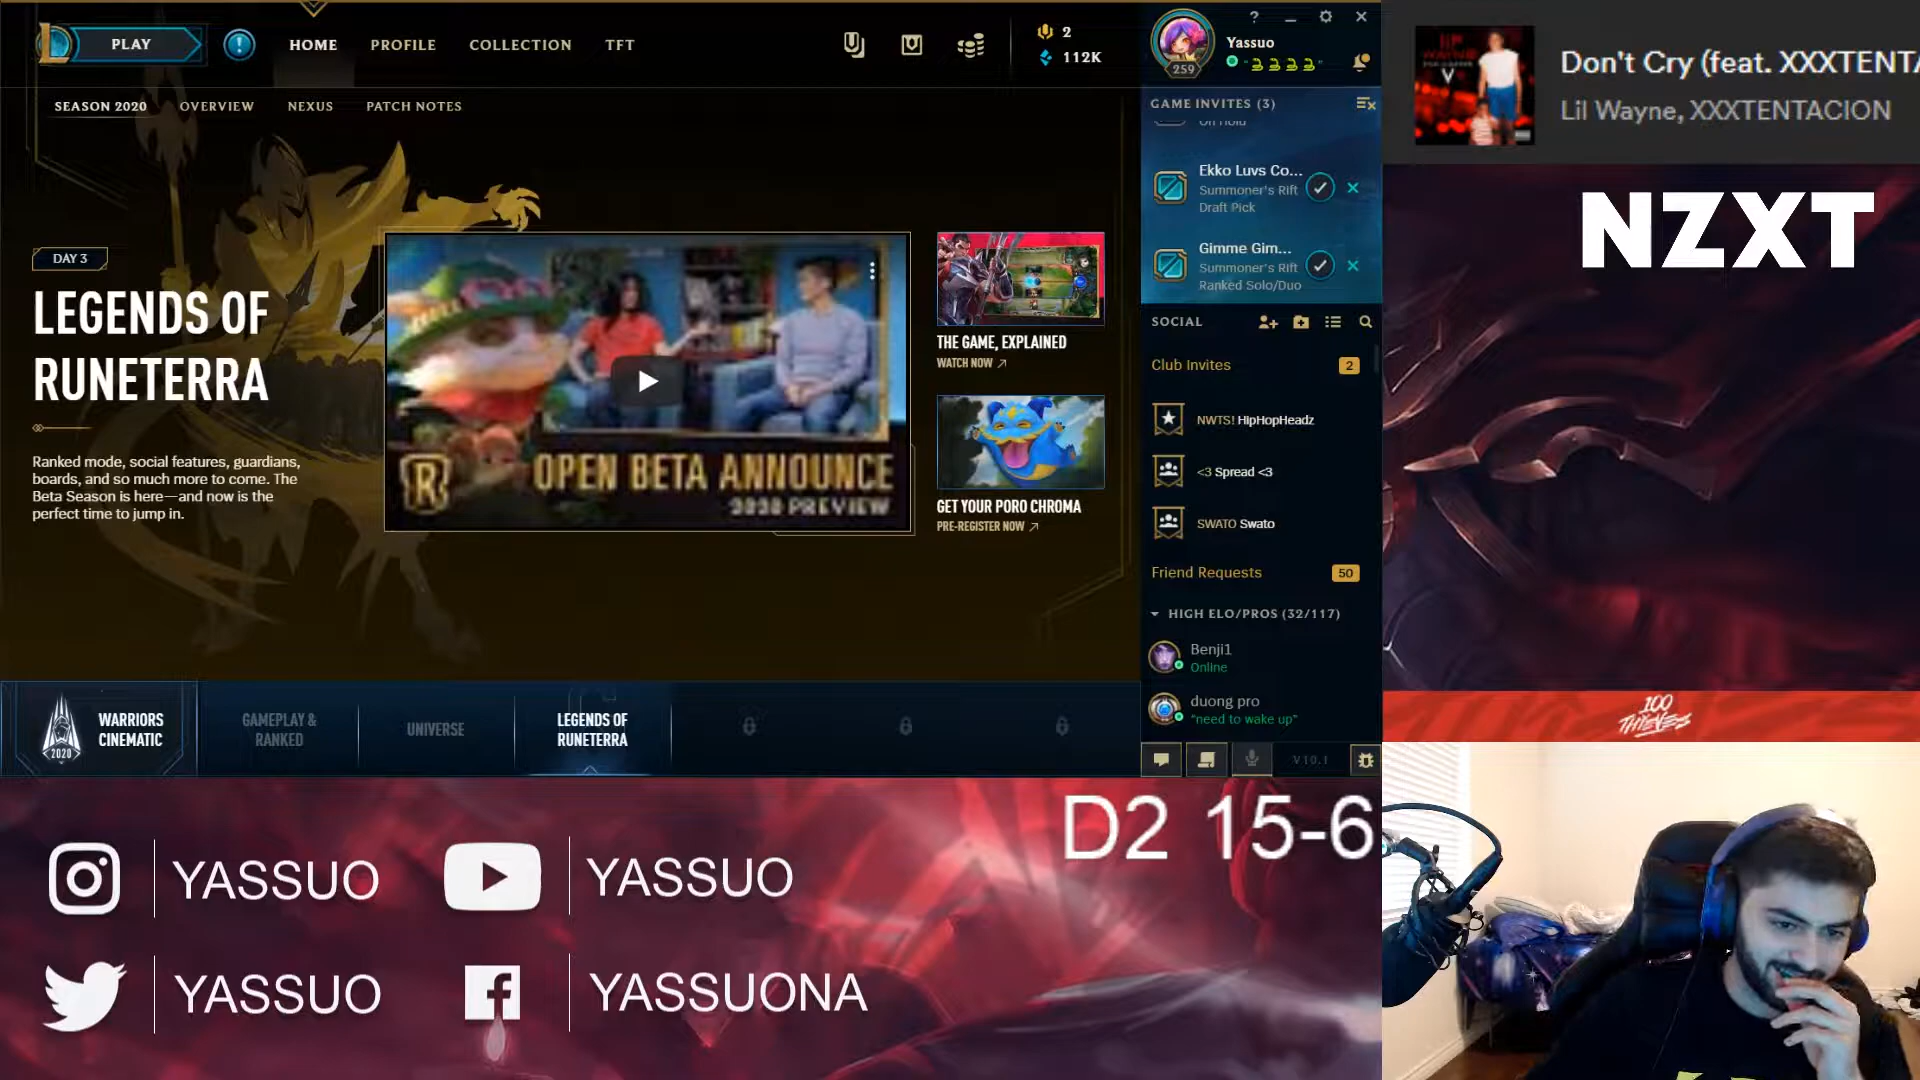 PLAY
HOME
PROFILE
COLLECTION
TFT
2
112K
259
Yassuo
SEASON 2020
OVERVIEW
NEXUS
PATCH NOTES
DAY 3
LEGENDS OF
RUNETERRA
Ranked mode, social features, guardians,
boards, and so much more to come. The
Beta Season is here—and now is the
perfect time to jump in.
OPEN BETA ANNOUNCE
2020 PREVIEW
THE GAME, EXPLAINED
WATCH NOW
GET YOUR PORO CHROMA
PRE-REGISTER NOW
WARRIORS
CINEMATIC
2020
GAMEPLAY &
RANKED
UNIVERSE
LEGENDS OF
RUNETERRA
GAME INVITES (3)
On Hold
Ekko Luvs Co...
Summoner's Rift
Draft Pick
Gimme Gim...
Summoner's Rift
Ranked Solo/Duo
SOCIAL
Club Invites
2
NWTS! HipHopHeadz
<3 Spread <3
SWATO Swato
Friend Requests
50
HIGH ELO/PROS (32/117)
Benji1
Online
duong pro
"need to wake up"
V10.1
Don't Cry (feat. XXXTENTA
Lil Wayne, XXXTENTACION
NZXT
100
THIEVES
D2 15-6
YASSUO
YASSUO
YASSUO
YASSUONA